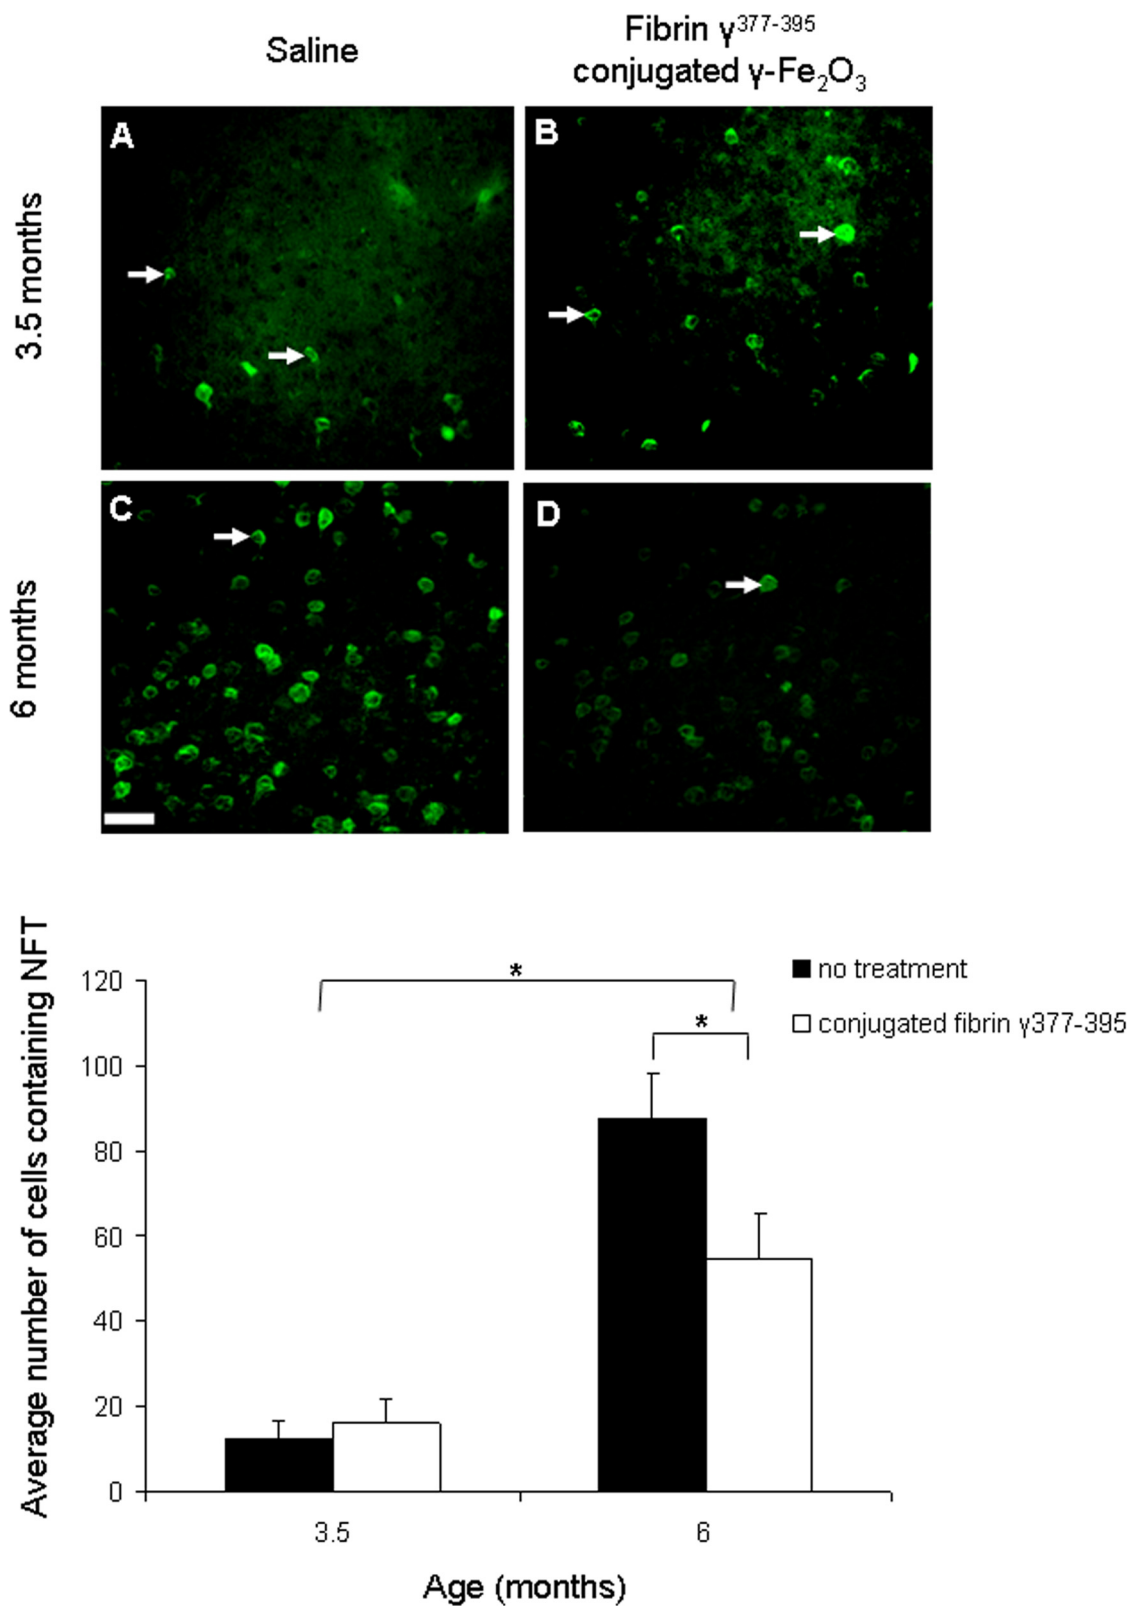 Saline
Fibrin γ³⁷⁷⁻³⁹⁵
conjugated γ-Fe₂O₃
3.5 months
A
B
6 months
C
D
Average number of cells containing NFT
120
100
80
60
40
20
0
*
*
no treatment
conjugated fibrin γ377-395
3.5
6
Age (months)